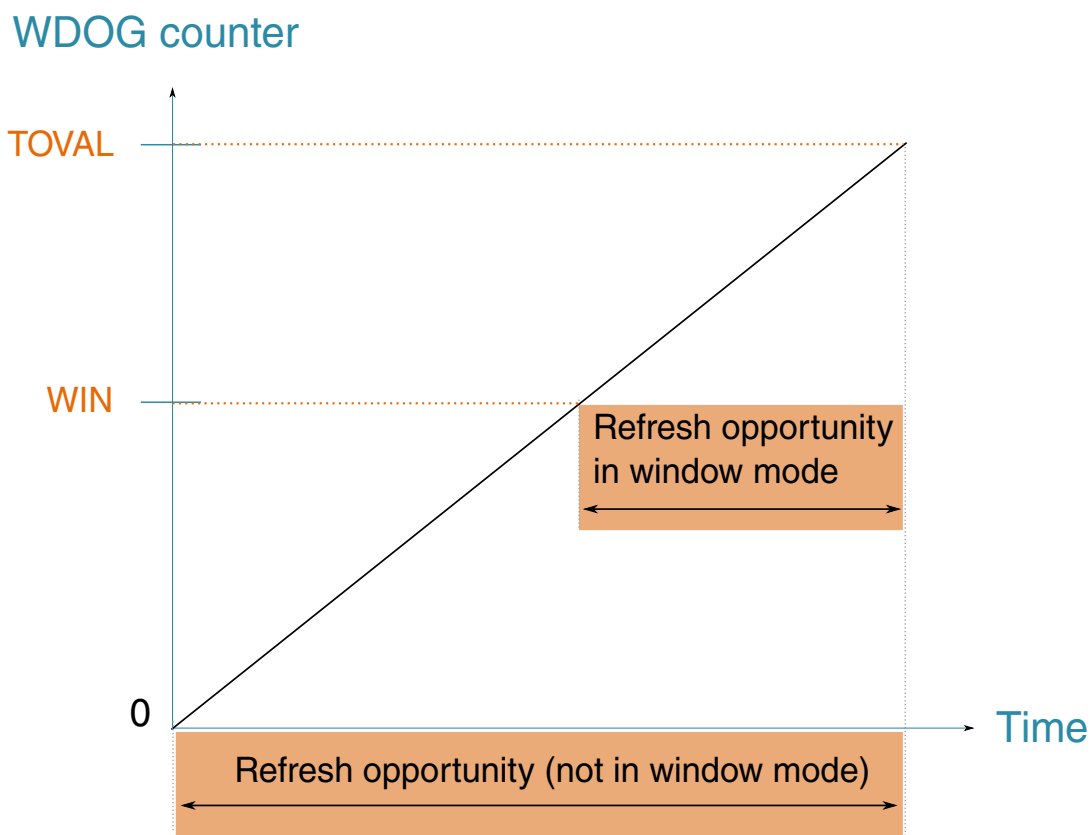 WDOG counter
TOVAL
WIN
Refresh opportunity
in window mode
0
Time
Refresh opportunity (not in window mode)